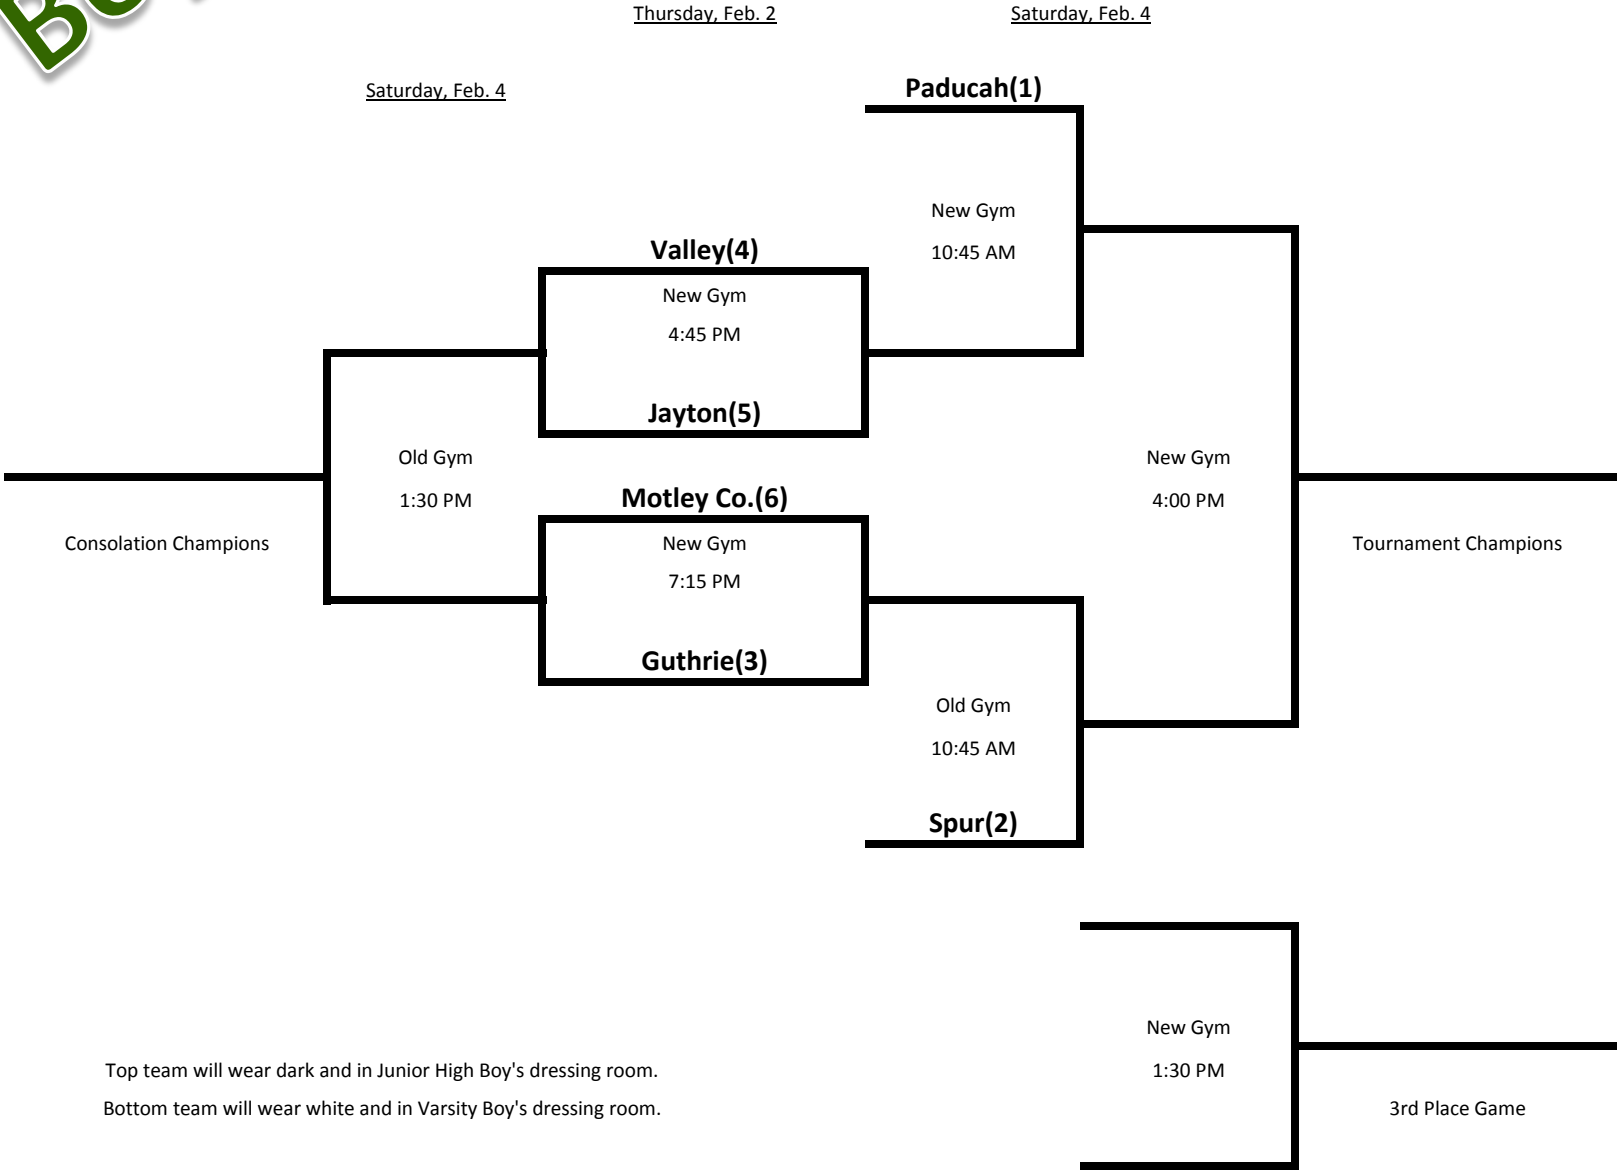 Thursday, Feb. 2
Saturday, Feb. 4
Saturday, Feb. 4
Paducah(1)
New Gym
10:45 AM
Valley(4)
New Gym
4:45 PM
Jayton(5)
Old Gym
1:30 PM
New Gym
4:00 PM
Motley Co.(6)
New Gym
7:15 PM
Consolation Champions
Tournament Champions
Guthrie(3)
Old Gym
10:45 AM
Spur(2)
New Gym
1:30 PM
3rd Place Game
Top team will wear dark and in Junior High Boy's dressing room.
Bottom team will wear white and in Varsity Boy's dressing room.